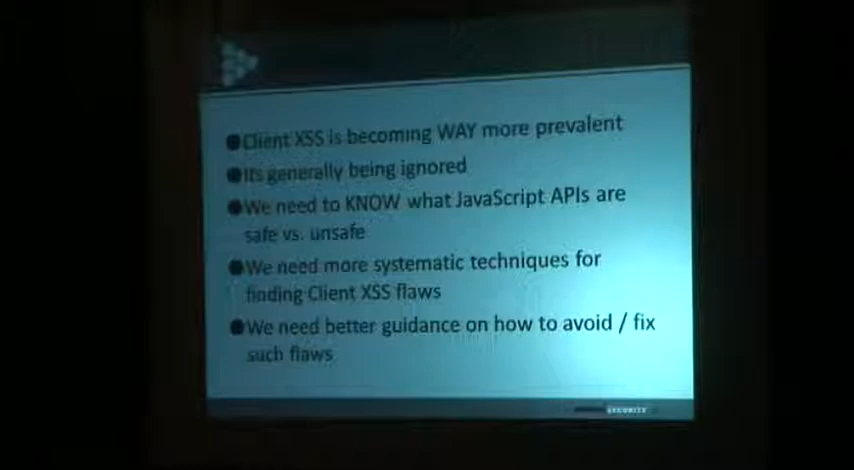 ●Client XSS is becoming WAY more prevalent
●Its generally being ignored
●We need to KNOW what JavaScript APIs are
safe vs. unsafe
●We need more systematic techniques for
finding Client XSS flaws
●We need better guidance on how to avoid / fix
such flaws
SECURITY